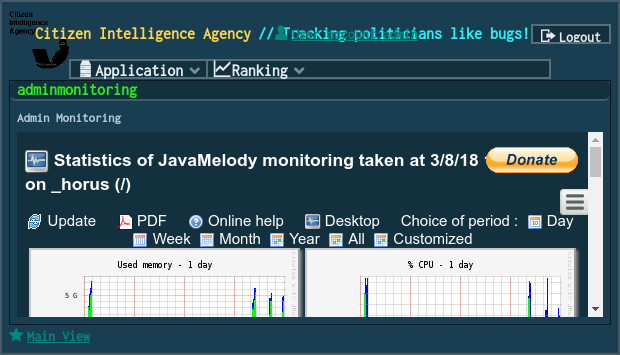 Citizen
Intelligence
Agency
Citizen Intelligence Agency // Tracking politicians like bugs!
Logout
Application Ranking
adminmonitoring
Admin Monitoring
Statistics of JavaMelody monitoring taken at 3/8/18
Donate
on _horus (/)
Update PDF Online help Desktop Choice of period : Day
Week Month Year All Customized
Used memory - 1 day
% CPU - 1 day
5 G
Main View